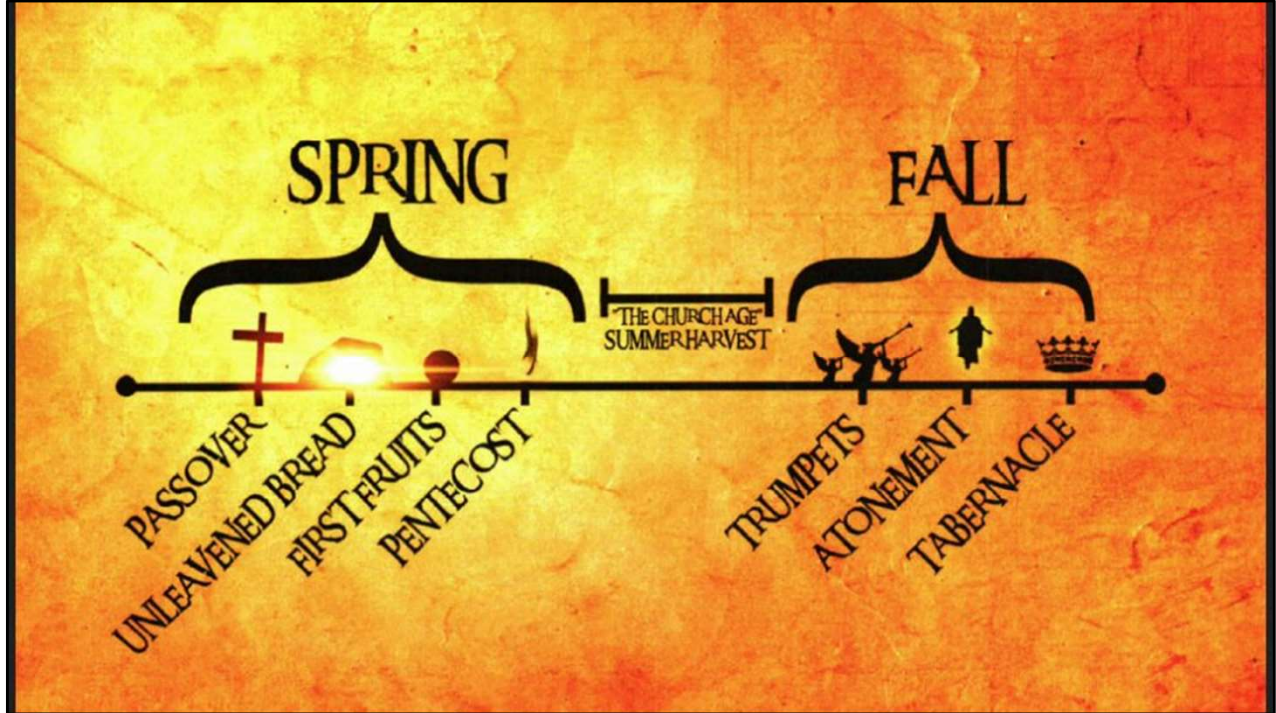 SPRING
FALL
"THE CHURCH AGE"
SUMMER HARVEST
PASSOVER
UNLEAVENED BREAD
FIRST FRUITS
PENTECOST
TRUMPETS
ATONEMENT
TABERNACLE